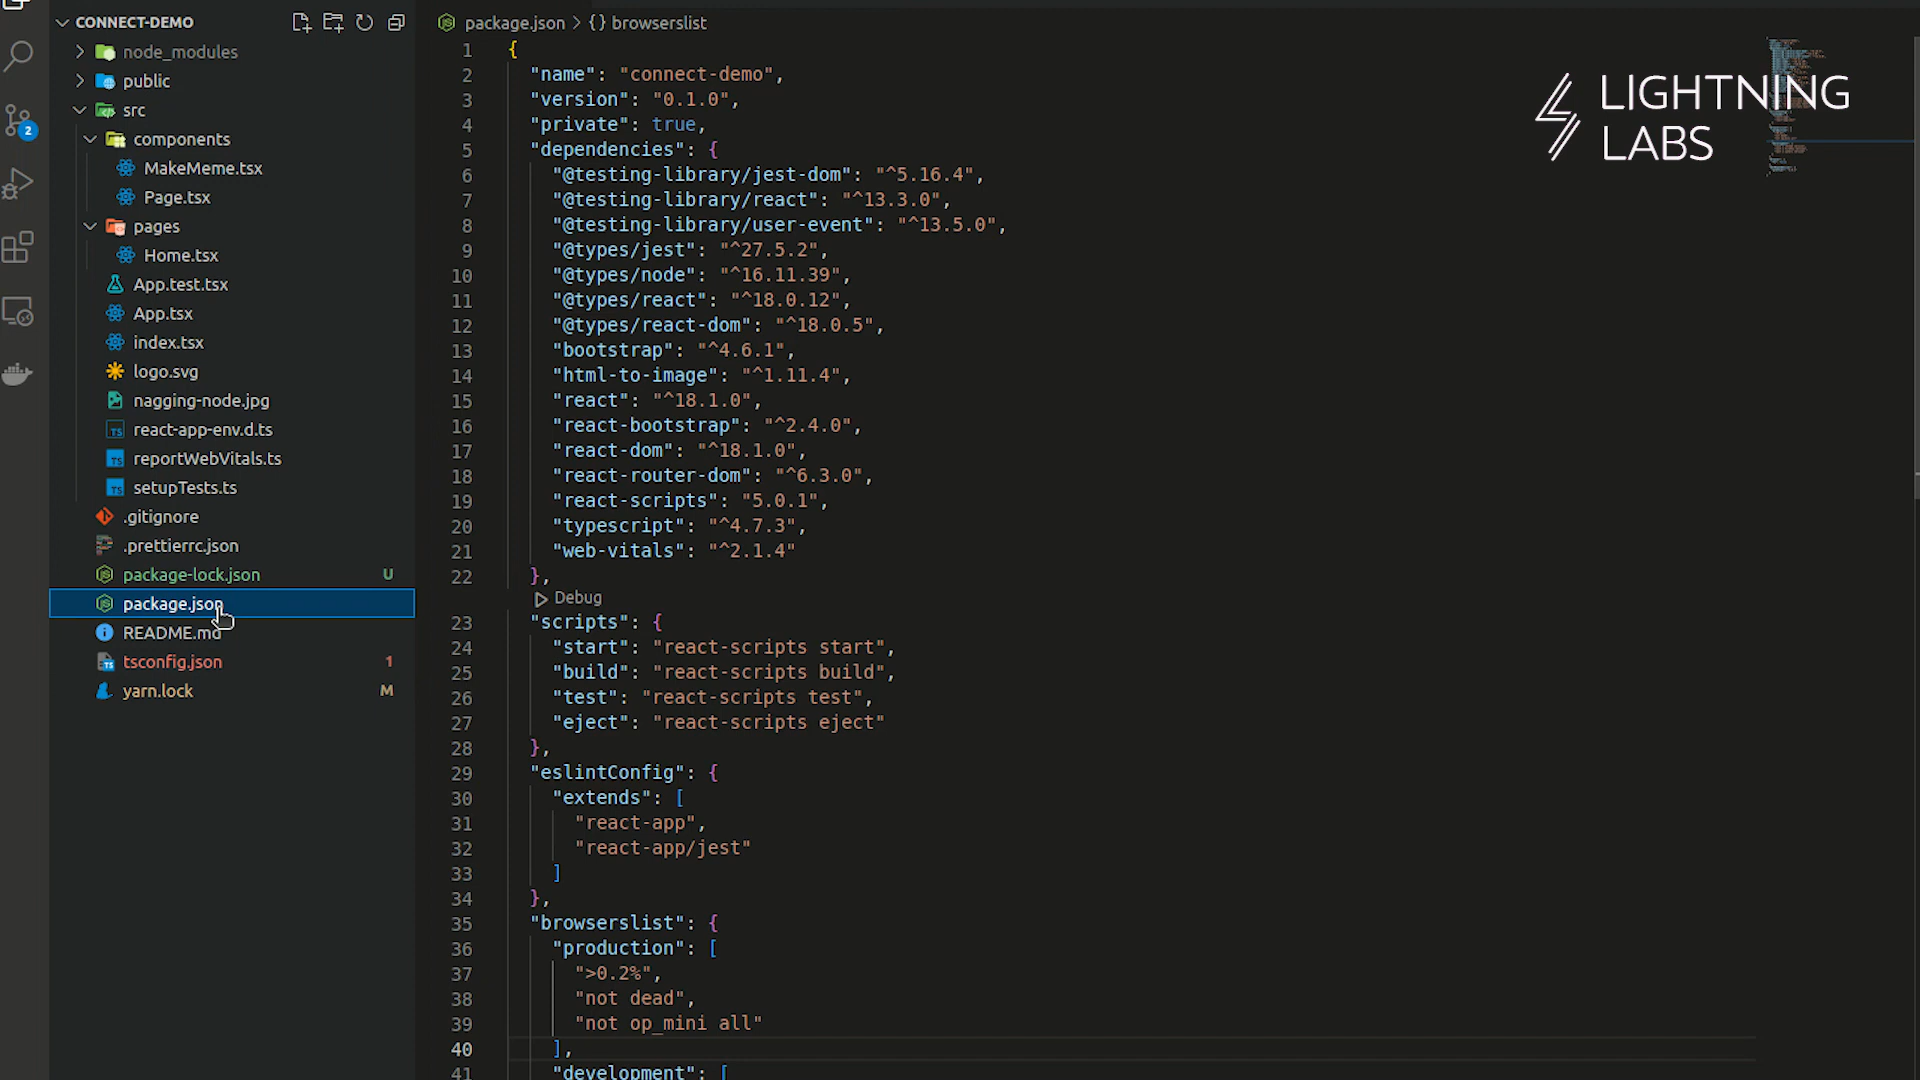 CONNECT-DEMO
node_modules
public
src
components
MakeMeme.tsx
Page.tsx
pages
Home.tsx
App.test.tsx
App.tsx
index.tsx
logo.svg
nagging-node.jpg
react-app-env.d.ts
reportWebVitals.ts
setupTests.ts
.gitignore
.prettierrc.json
package-lock.json U
package.json
README.md
tsconfig.json 1
yarn.lock M
2
package.json > {} browserslist
1 {
2 "name": "connect-demo",
3 "version": "0.1.0",
4 "private": true,
5 "dependencies": {
6 "@testing-library/jest-dom": "^5.16.4",
7 "@testing-library/react": "^13.3.0",
8 "@testing-library/user-event": "^13.5.0",
9 "@types/jest": "^27.5.2",
10 "@types/node": "^16.11.39",
11 "@types/react": "^18.0.12",
12 "@types/react-dom": "^18.0.5",
13 "bootstrap": "^4.6.1",
14 "html-to-image": "^1.11.4",
15 "react": "^18.1.0",
16 "react-bootstrap": "^2.4.0",
17 "react-dom": "^18.1.0",
18 "react-router-dom": "^6.3.0",
19 "react-scripts": "5.0.1",
20 "typescript": "^4.7.3",
21 "web-vitals": "^2.1.4"
22 },
Debug
23 "scripts": {
24 "start": "react-scripts start",
25 "build": "react-scripts build",
26 "test": "react-scripts test",
27 "eject": "react-scripts eject"
28 },
29 "eslintConfig": {
30 "extends": [
31 "react-app",
32 "react-app/jest"
33 ]
34 },
35 "browserslist": {
36 "production": [
37 ">0.2%",
38 "not dead",
39 "not op_mini all"
40 ],
41 "development": [
LIGHTNING
LABS